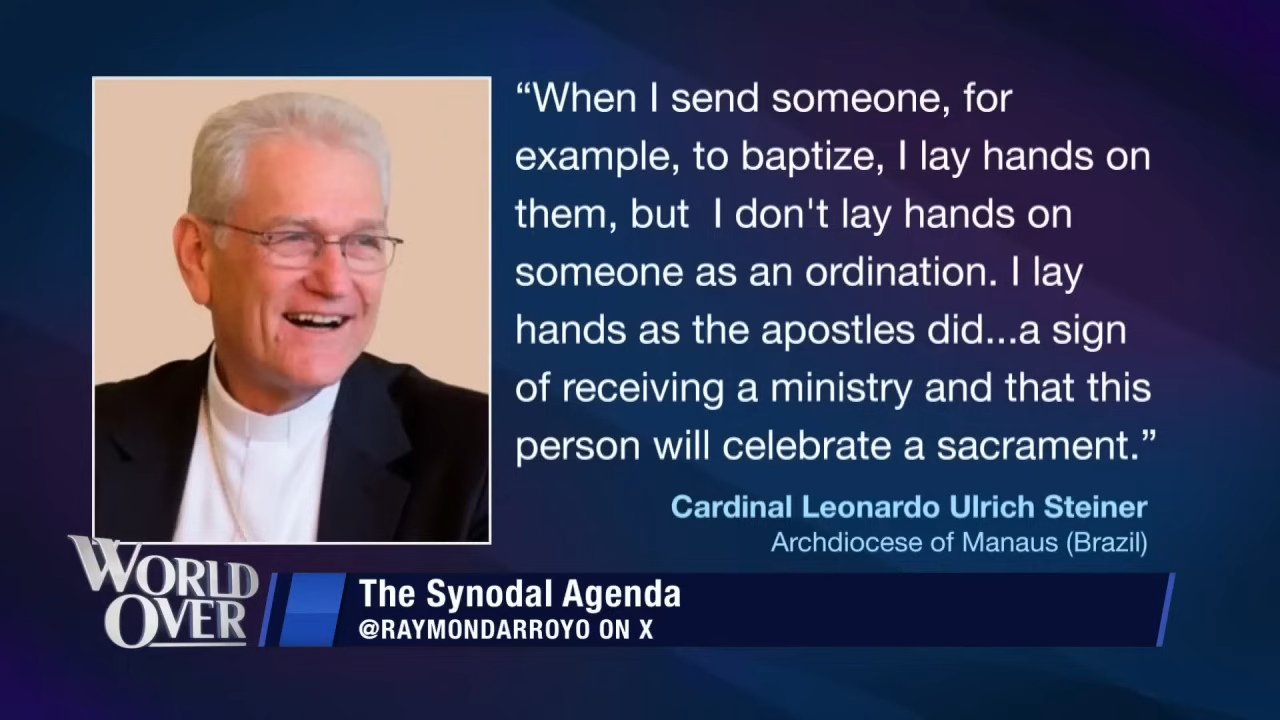 “When I send someone, for
example, to baptize, I lay hands on
them, but  I don't lay hands on
someone as an ordination. I lay
hands as the apostles did...a sign
of receiving a ministry and that this
person will celebrate a sacrament.”
Cardinal Leonardo Ulrich Steiner
Archdiocese of Manaus (Brazil)
WORLD
OVER
The Synodal Agenda
@RAYMONDARROYO ON X